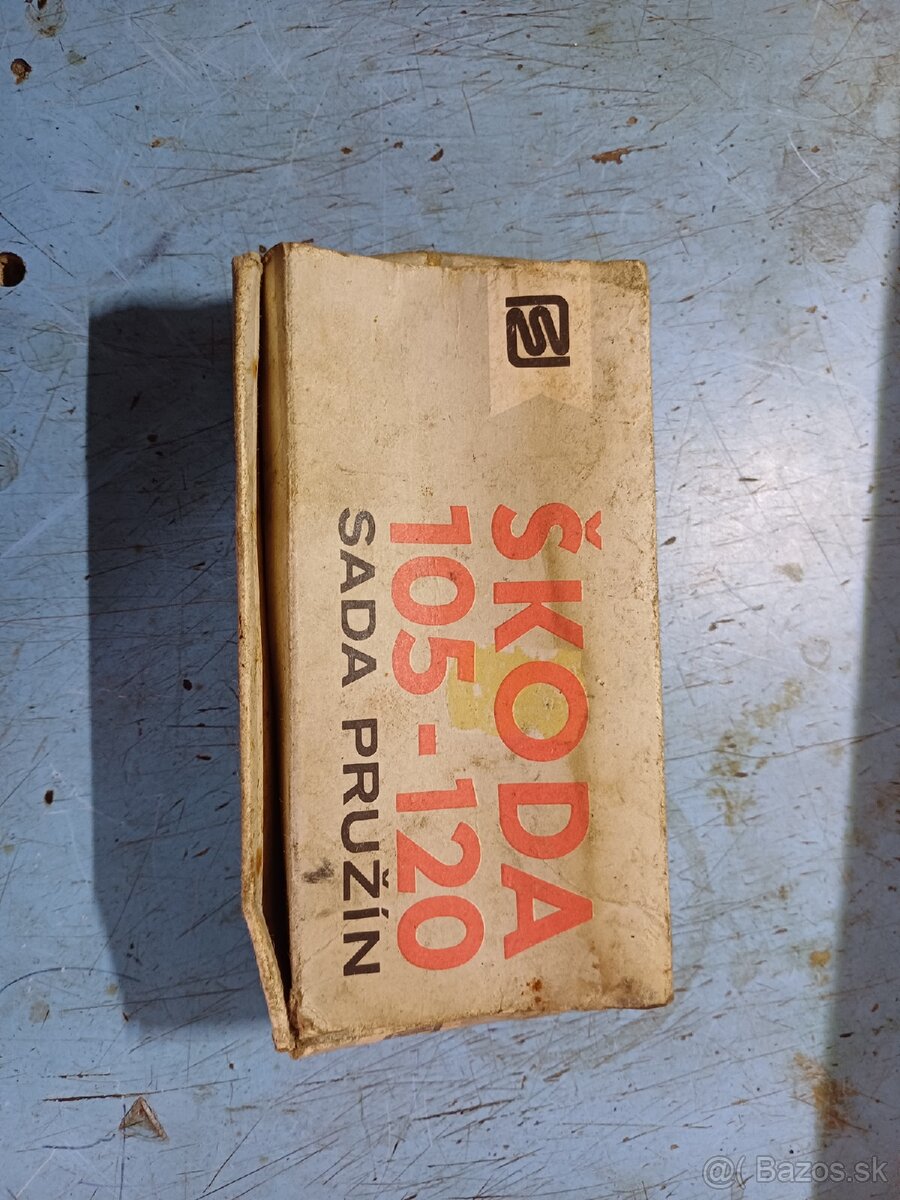 ŠKODA
105-120
SADA PRUŽÍN
@( Bazos.sk